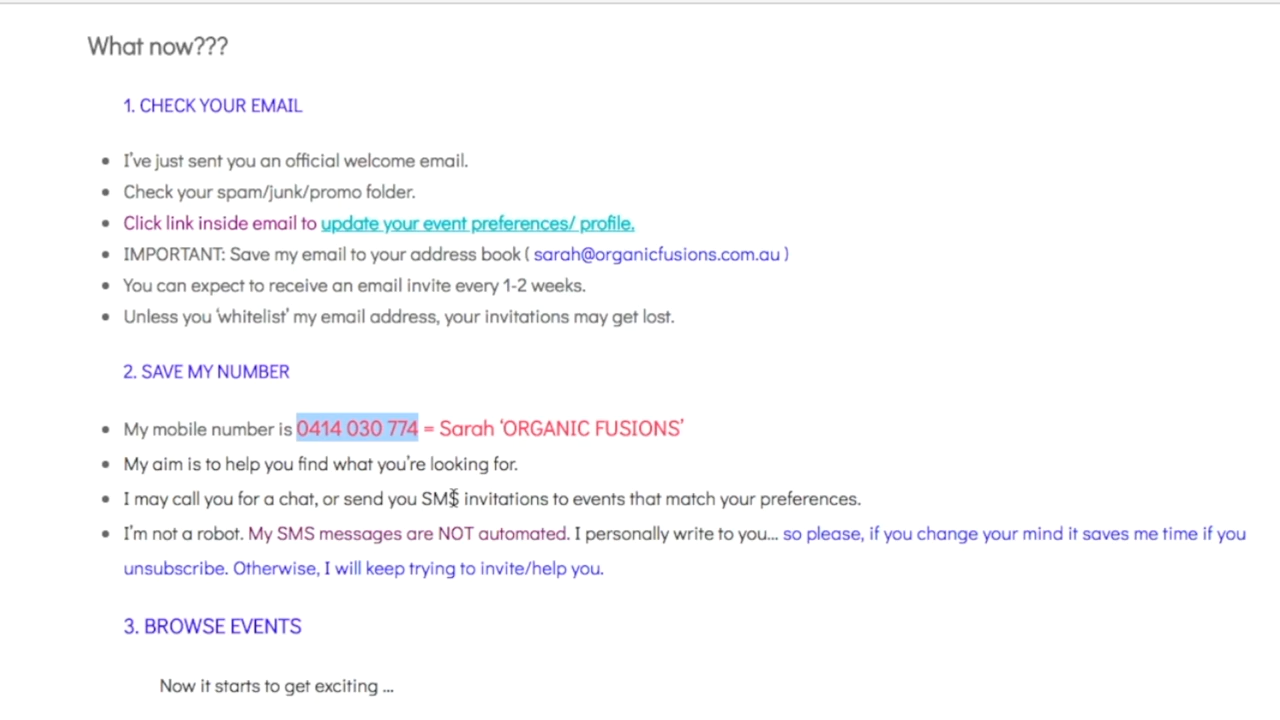 What now???
1. CHECK YOUR EMAIL
I've just sent you an official welcome email.
Check your spam/junk/promo folder.
Click link inside email to update your event preferences/ profile.
IMPORTANT: Save my email to your address book ( sarah@organicfusions.com.au )
You can expect to receive an email invite every 1-2 weeks.
Unless you 'whitelist' my email address, your invitations may get lost.
2. SAVE MY NUMBER
My mobile number is 0414 030 774 = Sarah 'ORGANIC FUSIONS'
My aim is to help you find what you're looking for.
I may call you for a chat, or send you SMS invitations to events that match your preferences.
I'm not a robot. My SMS messages are NOT automated. I personally write to you... so please, if you change your mind it saves me time if you
unsubscribe. Otherwise, I will keep trying to invite/help you.
3. BROWSE EVENTS
Now it starts to get exciting ...